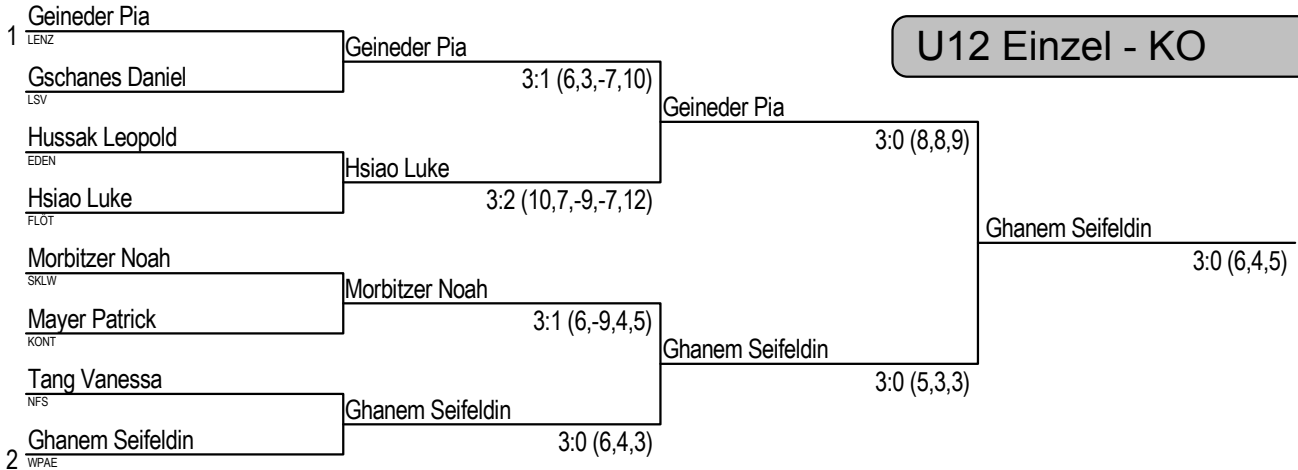 U12 Einzel - KO
1 Geineder Pia
LENZ
Gschanes Daniel
LSV
Hussak Leopold
EDEN
Hsiao Luke
FLÖT
Morbitzer Noah
SKLW
Mayer Patrick
KONT
Tang Vanessa
NFS
2 Ghanem Seifeldin
WPAE
Geineder Pia
3:1 (6,3,-7,10)
Hsiao Luke
3:2 (10,7,-9,-7,12)
Morbitzer Noah
3:1 (6,-9,4,5)
Ghanem Seifeldin
3:0 (6,4,3)
Geineder Pia
3:0 (8,8,9)
Ghanem Seifeldin
3:0 (5,3,3)
Ghanem Seifeldin
3:0 (6,4,5)